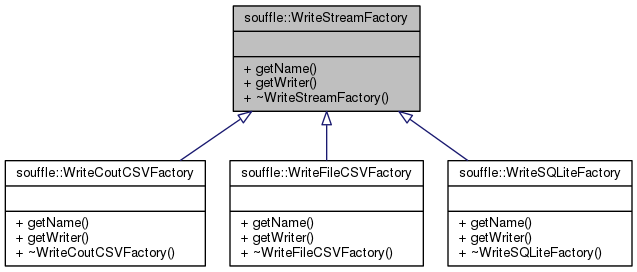 souffle::WriteStreamFactory
+ getName()
+ getWriter()
+ ~WriteStreamFactory()
souffle::WriteCoutCSVFactory
+ getName()
+ getWriter()
+ ~WriteCoutCSVFactory()
souffle::WriteFileCSVFactory
+ getName()
+ getWriter()
+ ~WriteFileCSVFactory()
souffle::WriteSQLiteFactory
+ getName()
+ getWriter()
+ ~WriteSQLiteFactory()